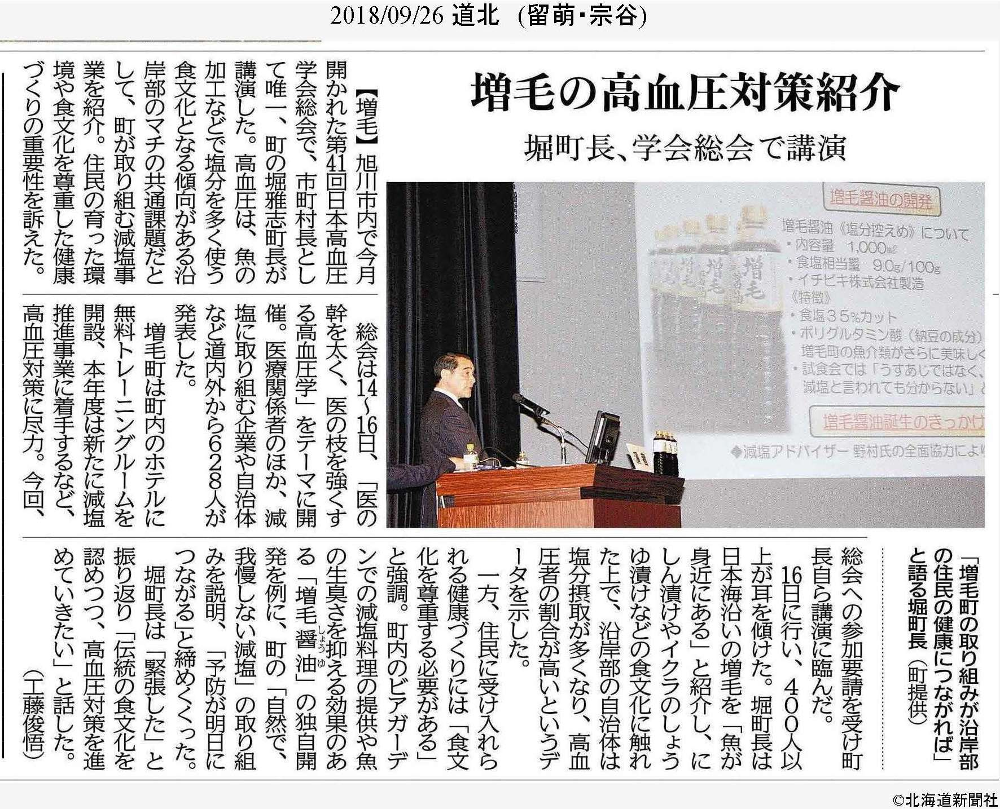 2018/09/26 道北 (留萌・宗谷)
増毛の高血圧対策紹介
堀町長、学会総会で講演
【増毛】旭川市内で今月
開かれた第41回日本高血圧
学会総会で、市町村長とし
て唯一、町の堀雅志町長が
講演した。高血圧は、魚の
加工などで塩分を多く使う
食文化となる傾向がある沿
岸部のマチの共通課題だと
して、町が取り組む減塩事
業を紹介。住民の育った環
境や食文化を尊重した健康
づくりの重要性を訴えた。
総会は14～16日、「医の
幹を太く、医の枝を強くす
る高血圧学」をテーマに開
催。医療関係者のほか、減
塩に取り組む企業や自治体
など道内外から628人が
発表した。
増毛町は町内のホテルに
無料トレーニングルームを
開設、本年度は新たに減塩
推進事業に着手するなど、
高血圧対策に尽力。今回、
総会への参加要請を受け町
長自ら講演に臨んだ。
16日に行い、400人以
上が耳を傾けた。堀町長は
日本海沿いの増毛を「魚が
身近にある」と紹介し、に
しん漬けやイクラのしょう
ゆ漬けなどの食文化に触れ
た上で、沿岸部の自治体は
塩分摂取が多くなり、高血
圧者の割合が高いというデ
ータを示した。
一方、住民に受け入れら
れる健康づくりには「食文
化を尊重する必要がある」
と強調。町内のビアガーデ
ンでの減塩料理の提供や魚
の生臭さを抑える効果のあ
る「増毛醤油しょうゆ」の独自開
発を例に、町の「自然で、
我慢しない減塩」の取り組
みを説明、「予防が明日に
つながる」と締めくくった。
堀町長は「緊張した」と
振り返り「伝統の食文化を
認めつつ、高血圧対策を進
めていきたい」と話した。
（工藤俊悟）
増毛醤油の開発
増毛醤油《塩分控えめ》について
・内容量 1,000㎖
・食塩相当量 9.0g/100g
・イチビキ株式会社製造
《特徴》
・食塩35%カット
・ポリグルタミン酸（納豆の成分）
増毛町の魚介類がさらに美味しく
・試食会では「うすあじではなく、
減塩と言われても分からない」
増毛醤油誕生のきっかけ
◆減塩アドバイザー 野村氏の全面協力により
増毛
増毛
増毛
「増毛町の取り組みが沿岸部
の住民の健康につながれば」
と語る堀町長（町提供）
©北海道新聞社